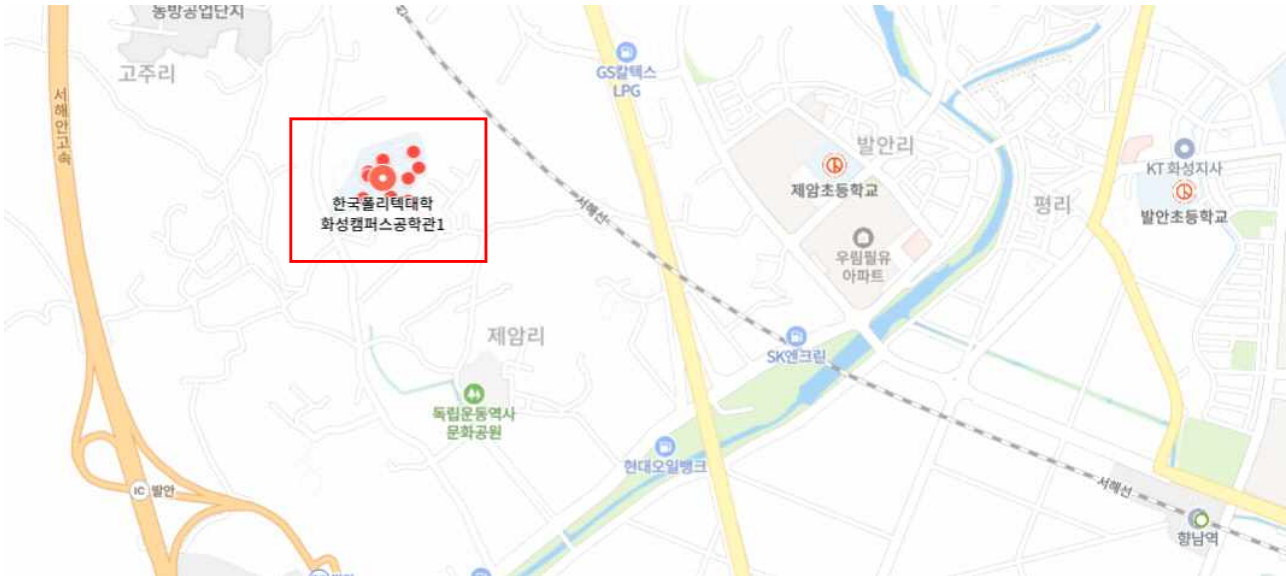 동방공업단지
고주리
서해안고속
GS칼텍스
LPG
한국폴리텍대학
화성캠퍼스공학관1
서해선
발안리
제암초등학교
KT 화성지사
발안초등학교
평리
우림필유
아파트
제암리
SK엔크린
독립운동역사
문화공원
현대오일뱅크
IC 발안
서해선
향남역